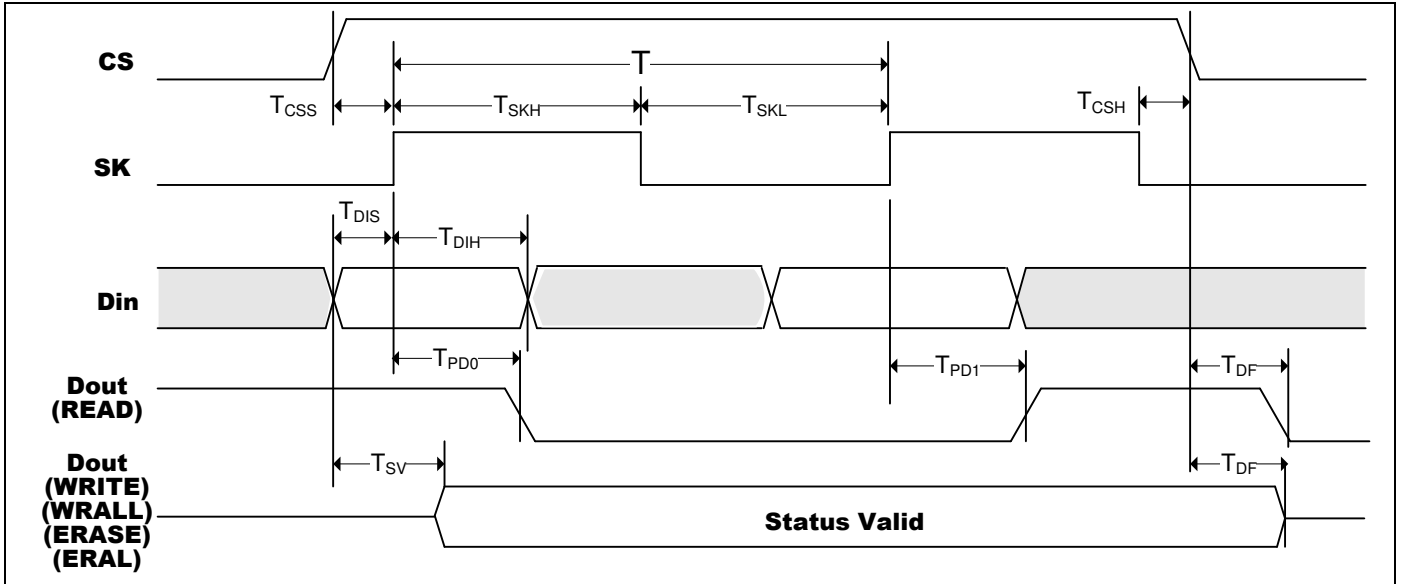 CS
T
TCSS
TSKH
TSKL
TCSH
SK
TDIS
TDIH
Din
TPD0
TPD1
TDF
Dout
(READ)
TSV
TDF
Dout
(WRITE)
(WRALL)
(ERASE)
(ERAL)
Status Valid